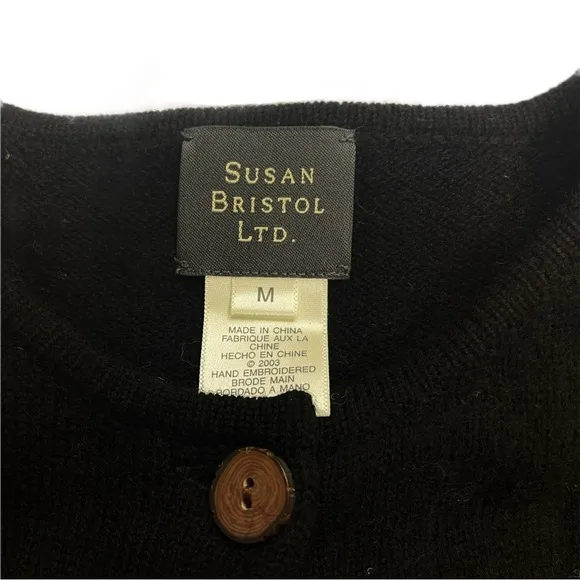 SUSAN
BRISTOL
LTD.
M
MADE IN CHINA
FABRIQUE AUX LA
CHINE
HECHO EN CHINE
© 2003
HAND EMBROIDERED
BRODE MAIN
BORDADO A MANO